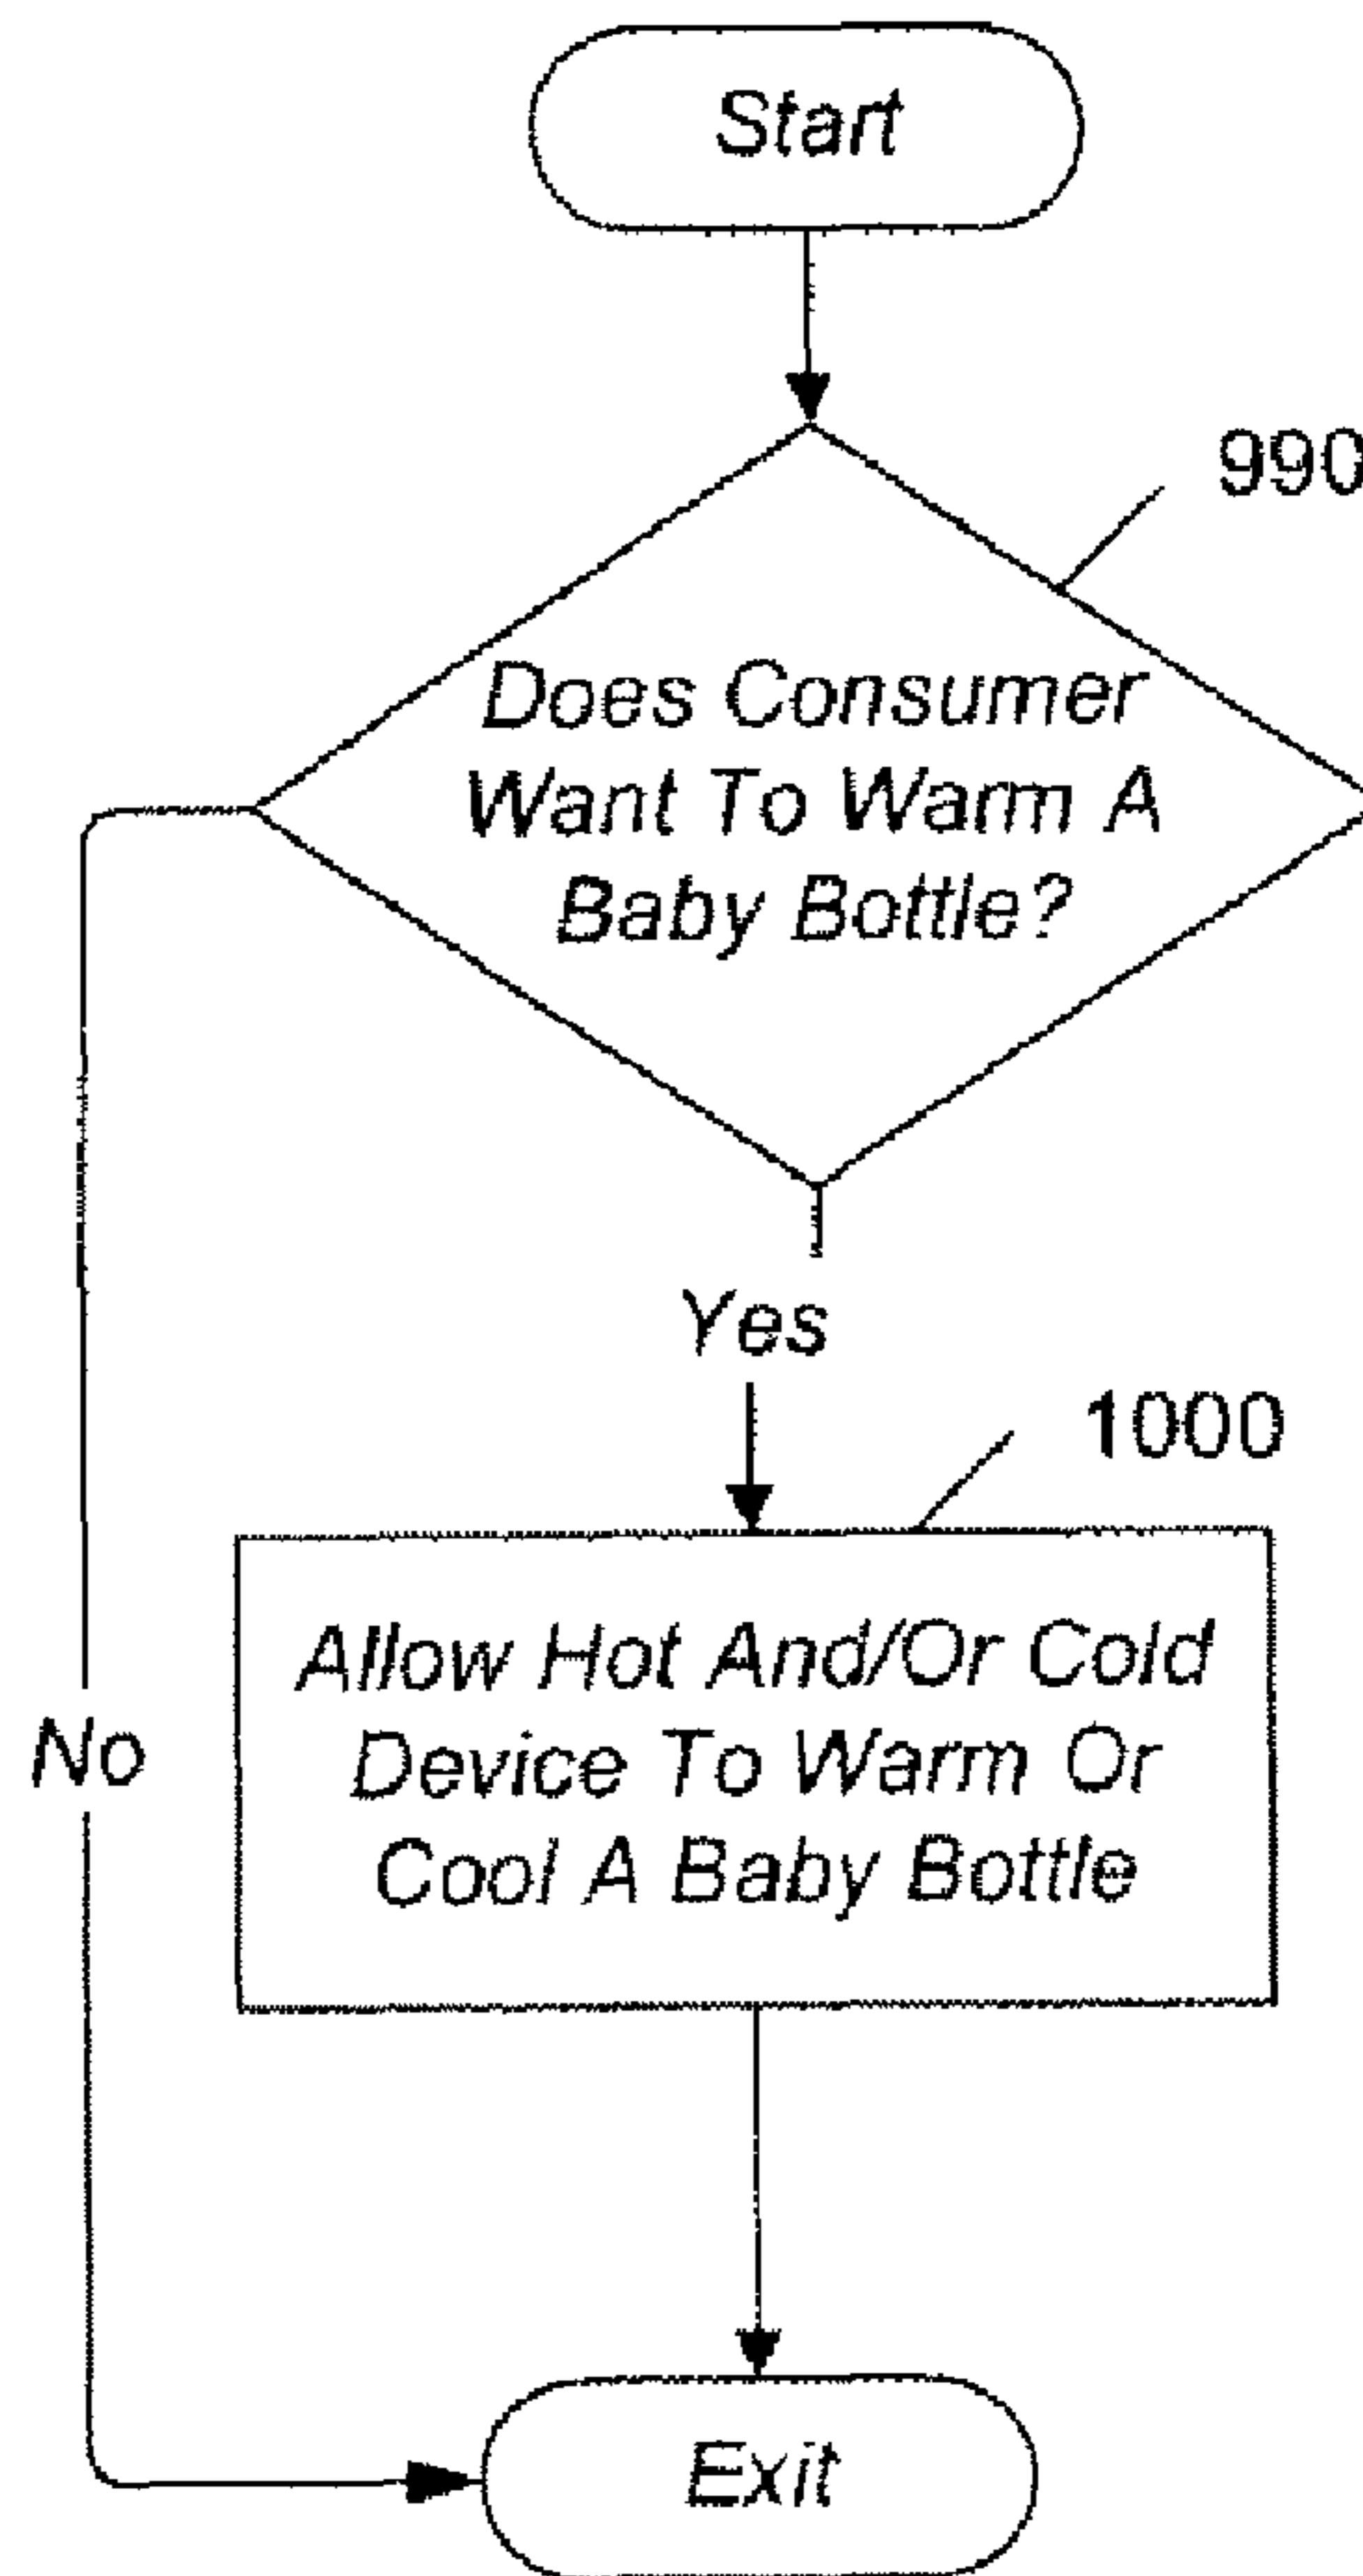 Start
990
Does Consumer
Want To Warm A
Baby Bottle?
Yes
1000
Allow Hot And/Or Cold
Device To Warm Or
Cool A Baby Bottle
No
Exit